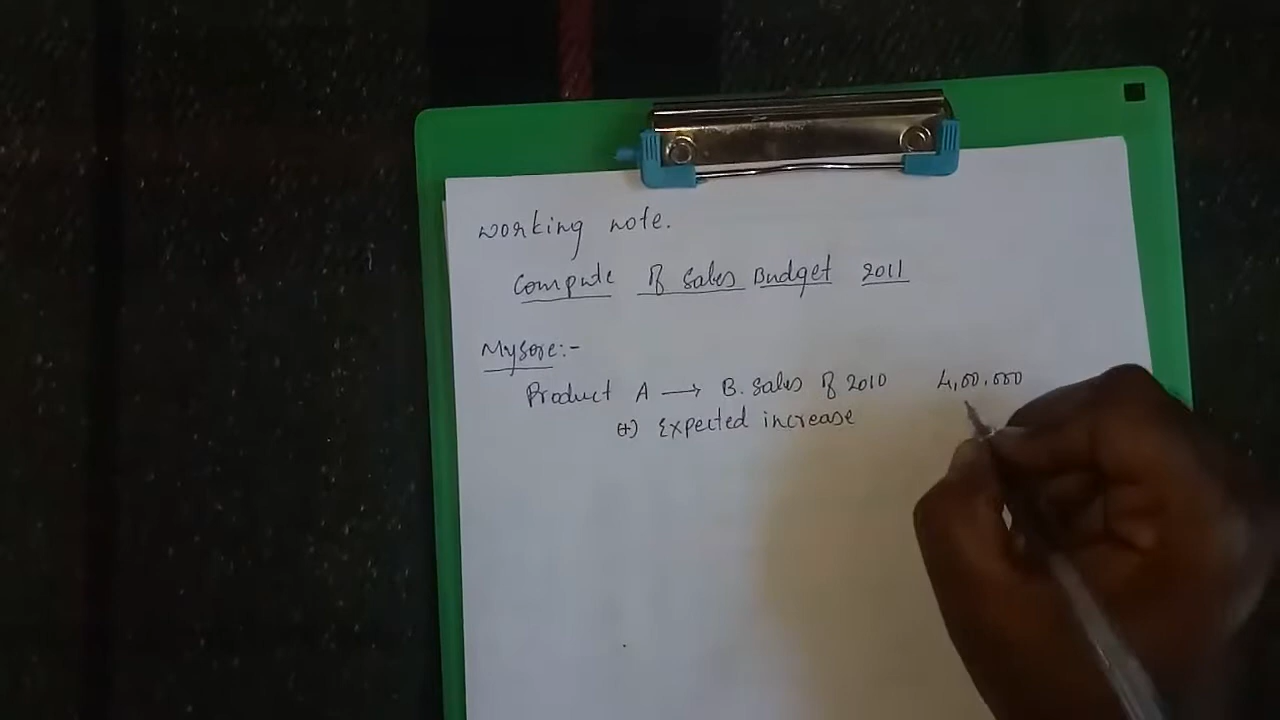 working note.
Compute of Sales Budget 2011
Mysore:-
Product A → B. Sales of 2010 4,00,000
(+) Expected increase